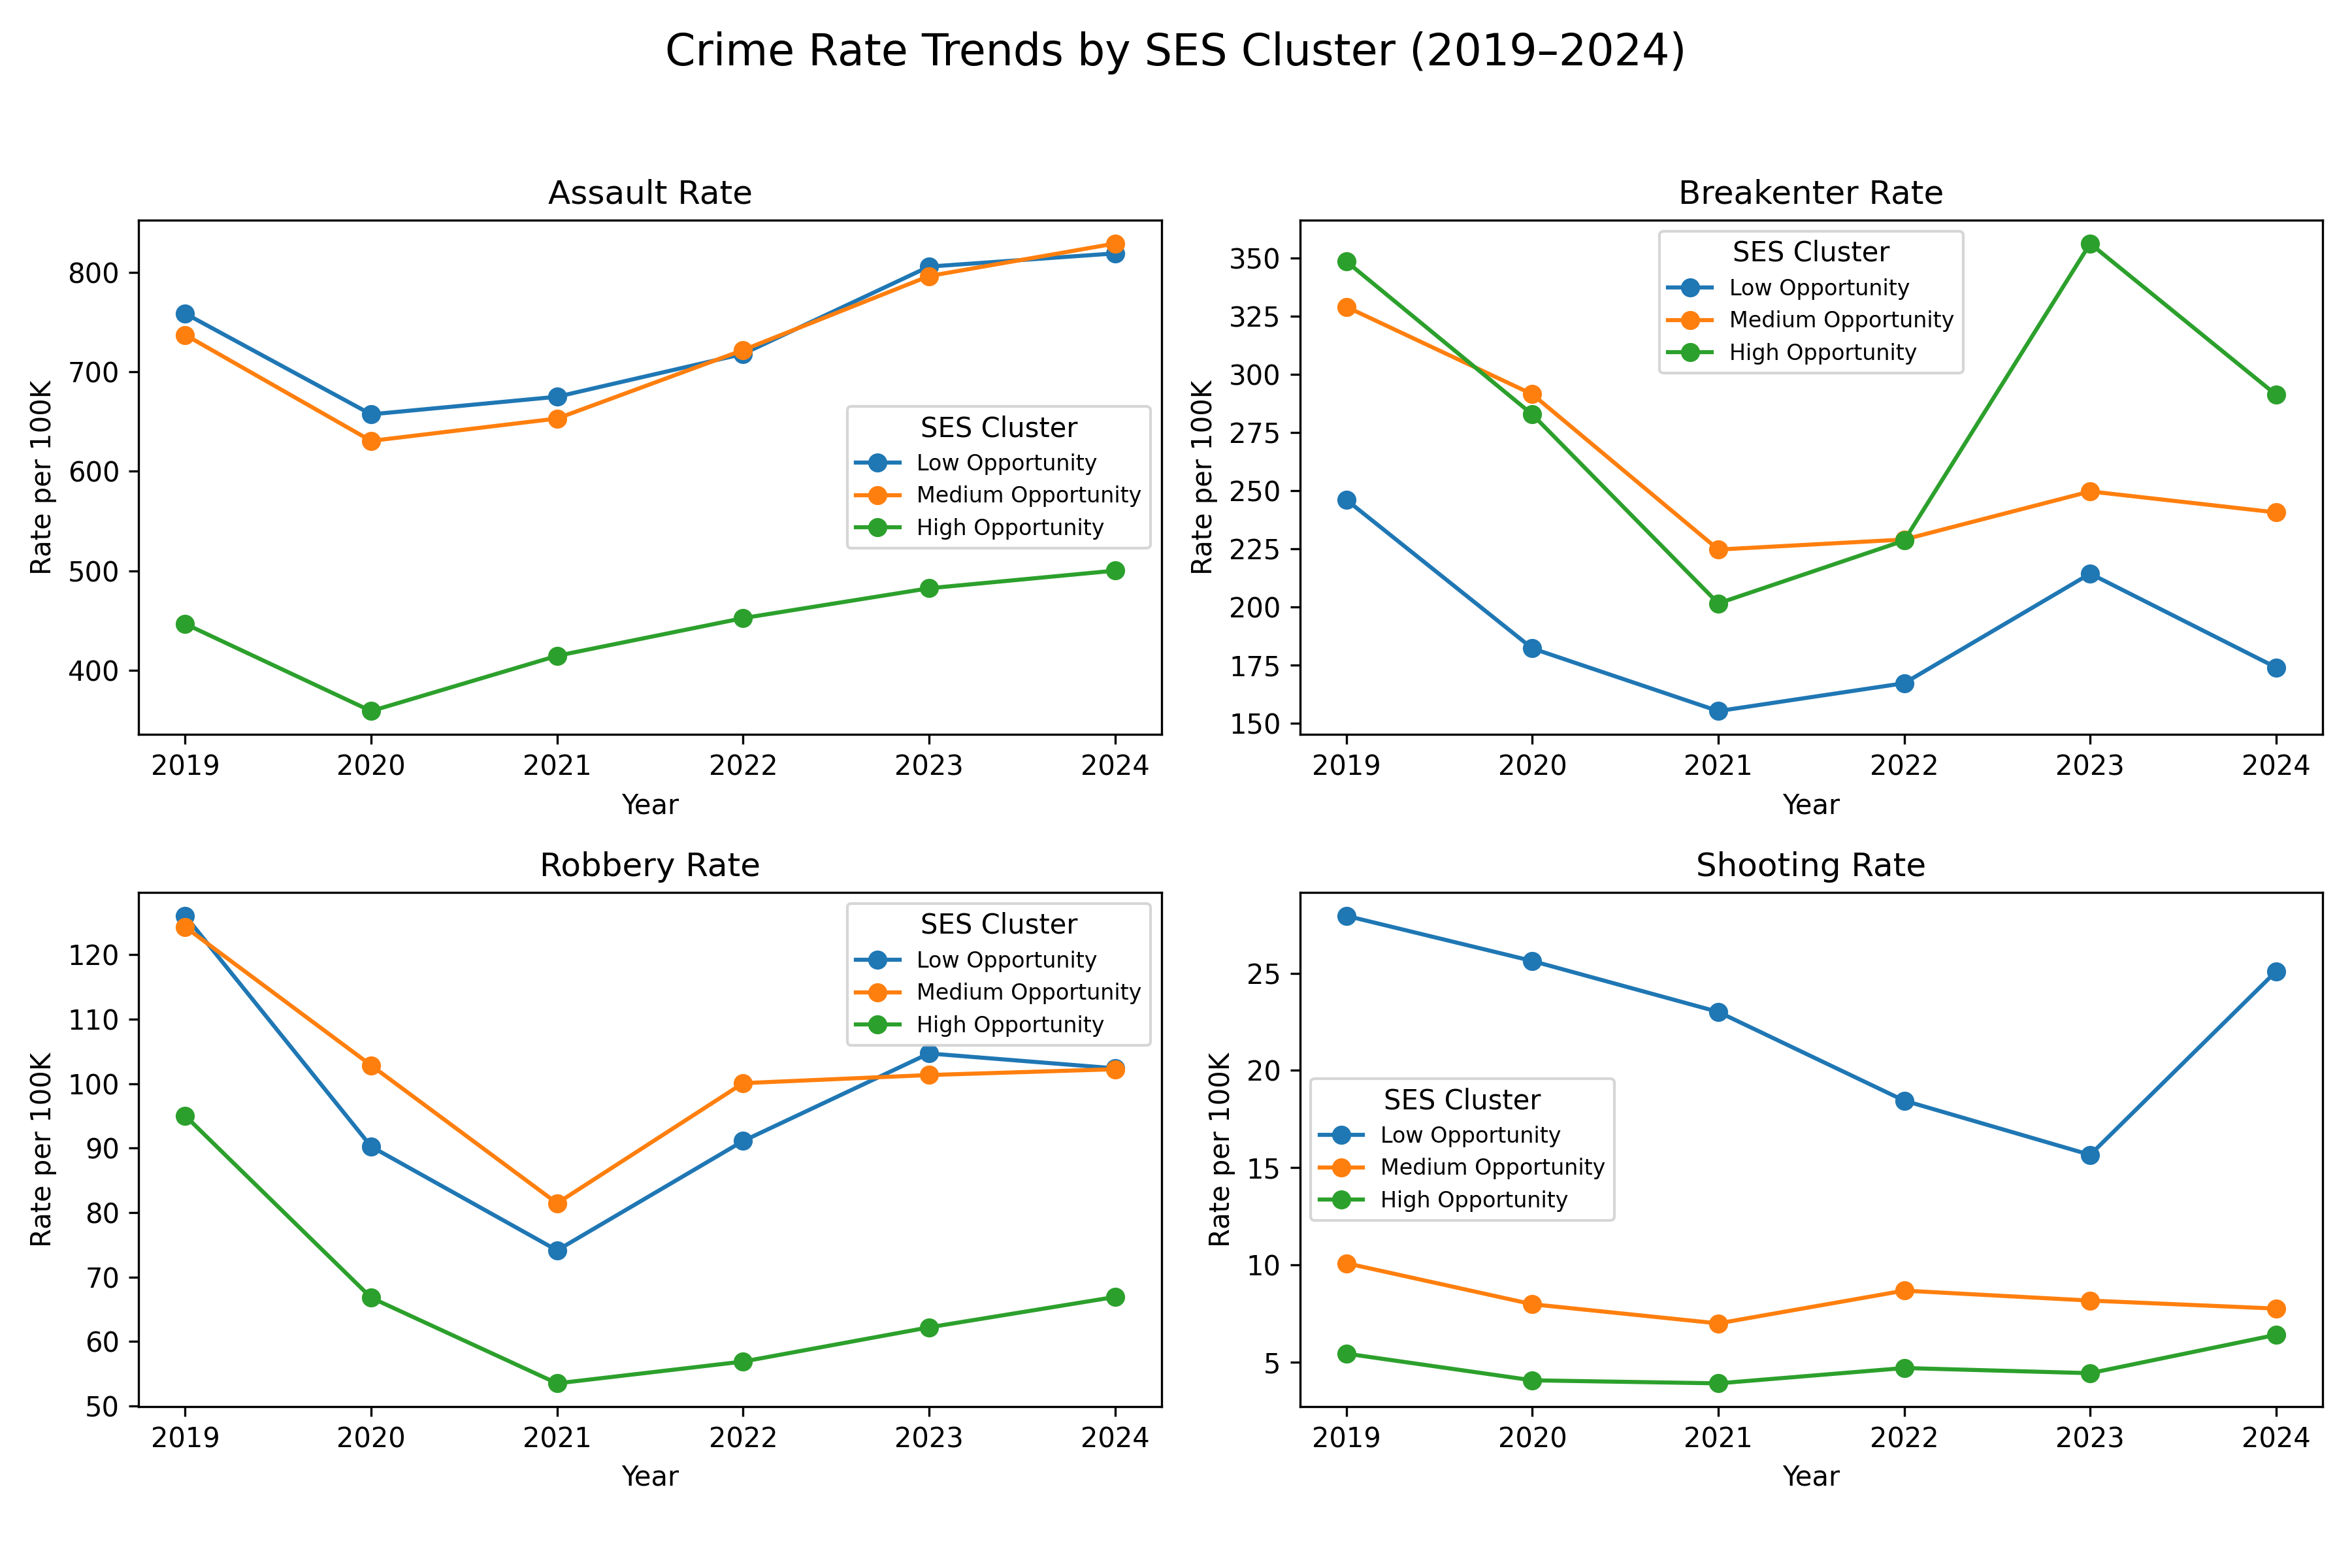 Crime Rate Trends by SES Cluster (2019–2024)
Assault Rate
Rate per 100K
800
700
600
500
400
SES Cluster
Low Opportunity
Medium Opportunity
High Opportunity
2019 2020 2021 2022 2023 2024
Year
Breakenter Rate
Rate per 100K
350
325
300
275
250
225
200
175
150
SES Cluster
Low Opportunity
Medium Opportunity
High Opportunity
2019 2020 2021 2022 2023 2024
Year
Robbery Rate
Rate per 100K
120
110
100
90
80
70
60
50
SES Cluster
Low Opportunity
Medium Opportunity
High Opportunity
2019 2020 2021 2022 2023 2024
Year
Shooting Rate
Rate per 100K
25
20
15
10
5
SES Cluster
Low Opportunity
Medium Opportunity
High Opportunity
2019 2020 2021 2022 2023 2024
Year